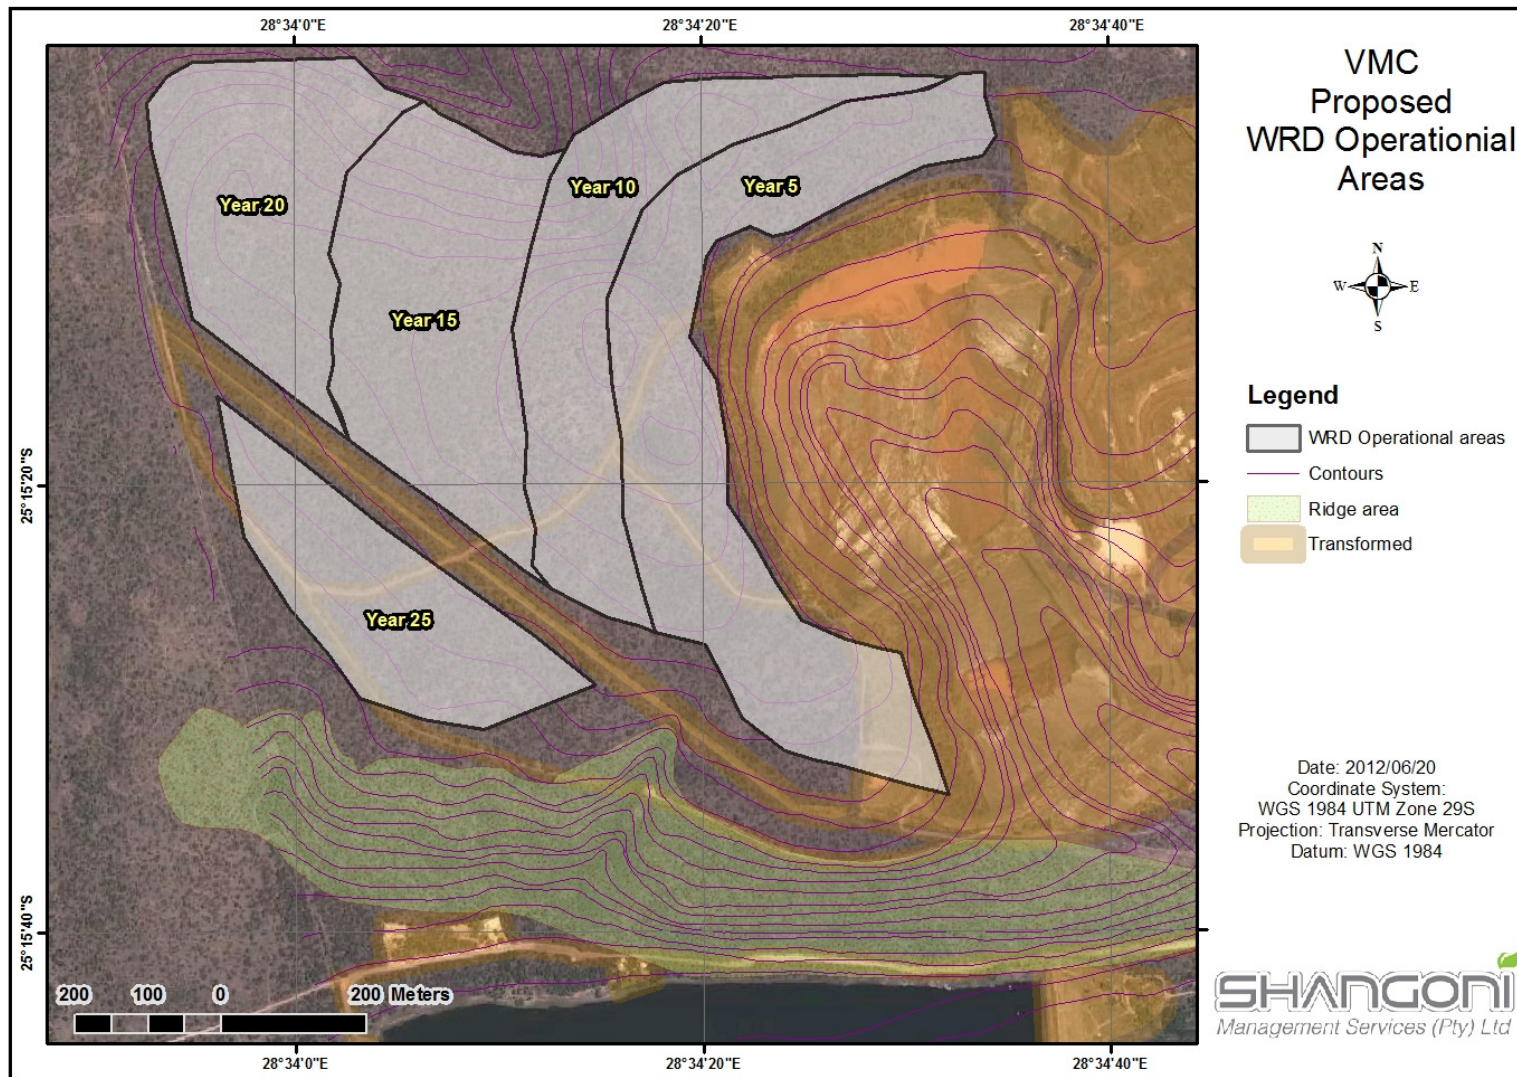 28°34'0"E 28°34'20"E 28°34'40"E
VMC
Proposed
WRD Operationial
Areas
N
W E
S
Year 20
Year 15
Year 10
Year 5
Year 25
25°15'20"S
25°15'40"S
Legend
WRD Operational areas
Contours
Ridge area
Transformed
Date: 2012/06/20
Coordinate System:
WGS 1984 UTM Zone 29S
Projection: Transverse Mercator
Datum: WGS 1984
200 100 0 200 Meters
SHANGONI
Management Services (Pty) Ltd
28°34'0"E 28°34'20"E 28°34'40"E